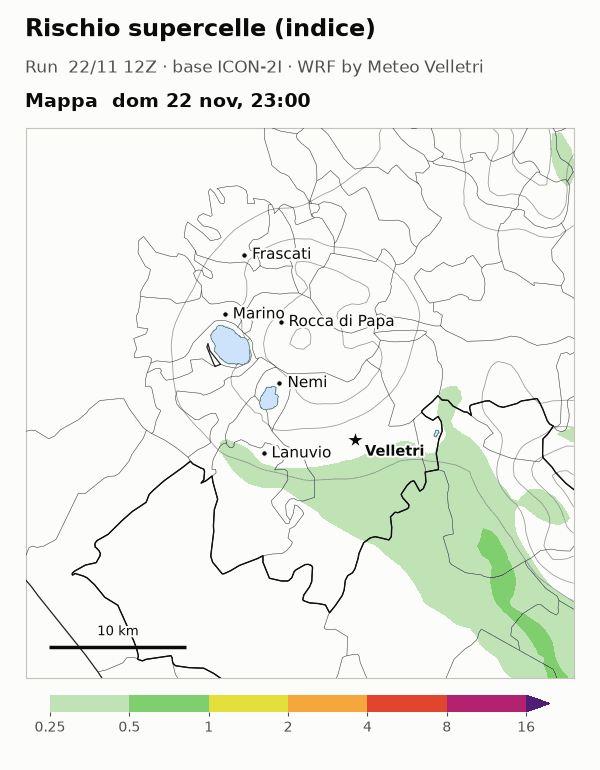 Rischio supercelle (indice)
Run  22/11 12Z · base ICON-2I · WRF by Meteo Velletri
Mappa  dom 22 nov, 23:00
Frascati
Marino
Rocca di Papa
Nemi
Velletri
Lanuvio
10 km
0.25 0.5 1 2 4 8 16